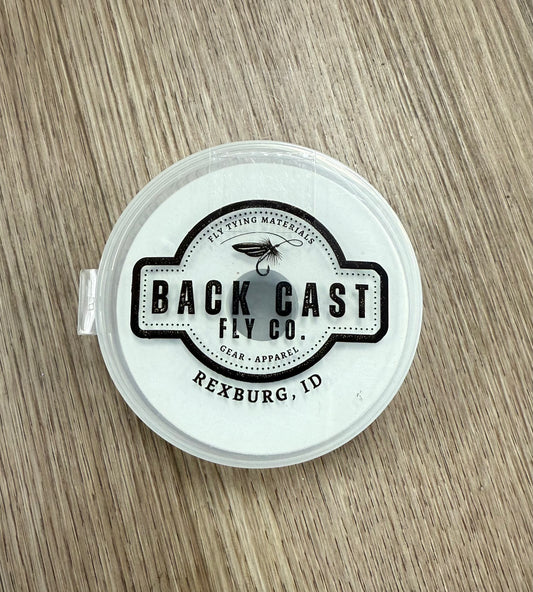 FLY TYING MATERIALS
BACK CAST
FLY CO.
GEAR • APPAREL
REXBURG, ID